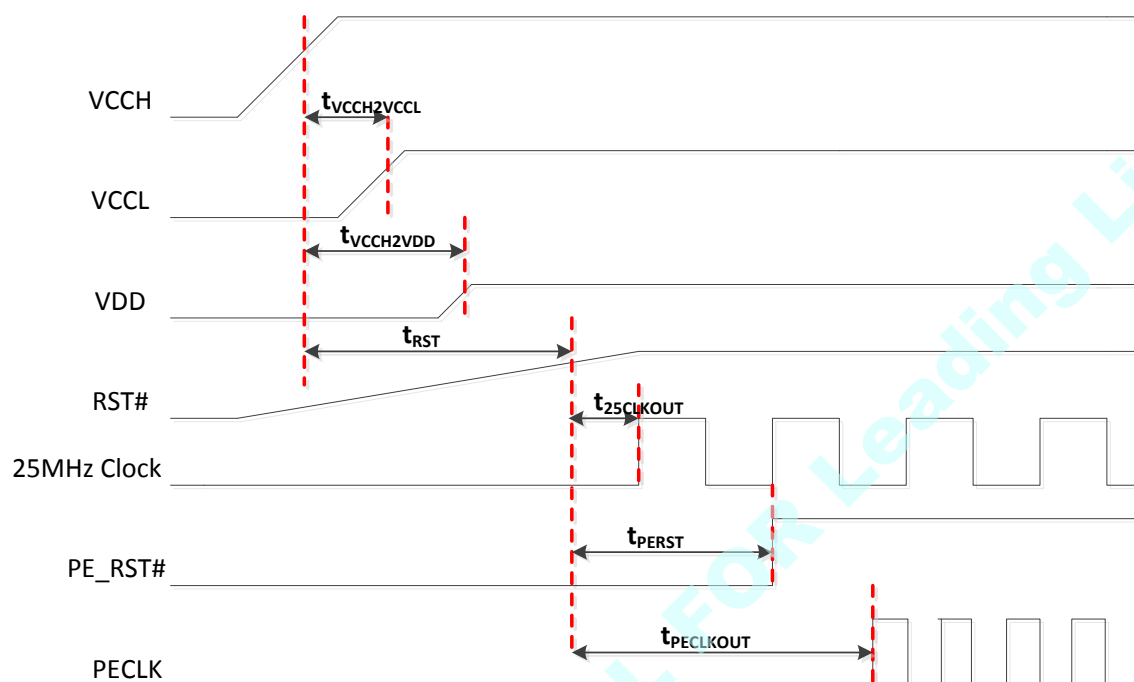 VCCH
tVCCH2VCCL
VCCL
tVCCH2VDD
VDD
tRST
RST#
t25CLKOUT
25MHz Clock
tPERST
PE_RST#
tPECLKOUT
PECLK
FOR Leading